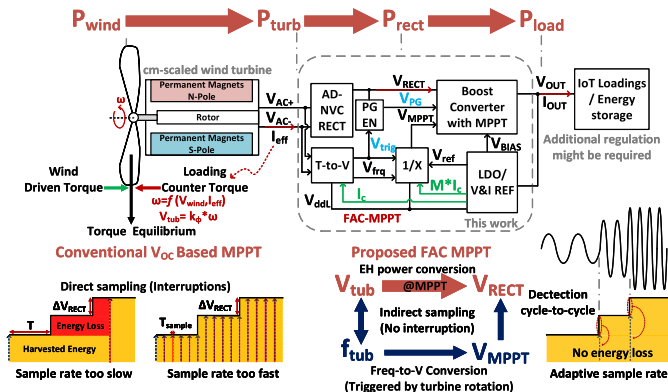 Pwind Pturb Prect Pload
cm-scaled wind turbine
Permanent Magnets
N-Pole
Rotor
Permanent Magnets
S-Pole
ω
VAC+
VAC-
Ieff
AD-
NVC
RECT
VRECT
PG
EN
VPG
VMPPT
Boost
Converter
with MPPT
VOUT
IOUT
IoT Loadings
/ Energy
storage
Additional regulation
might be required
Vtrig
T-to-V
Vfrq
1/X
Vref
VBIAS
LDO/
V&I REF
Ic
M*Ic
VddL
FAC-MPPT
This work
Wind
Driven Torque
Loading
Counter Torque
ω=f (Vwind,Ieff)
Vtub= kϕ*ω
Torque Equilibrium
Conventional VOC Based MPPT
Direct sampling (Interruptions)
ΔVRECT
T
Energy Loss
Harvested Energy
Sample rate too slow
ΔVRECT
Tsample
Sample rate too fast
Proposed FAC MPPT
EH power conversion
Vtub @MPPT VRECT
Indirect sampling
(No interruption)
ftub VMPPT
Freq-to-V Conversion
(Triggered by turbine rotation)
Dectection
cycle-to-cycle
No energy loss
Adaptive sample rate